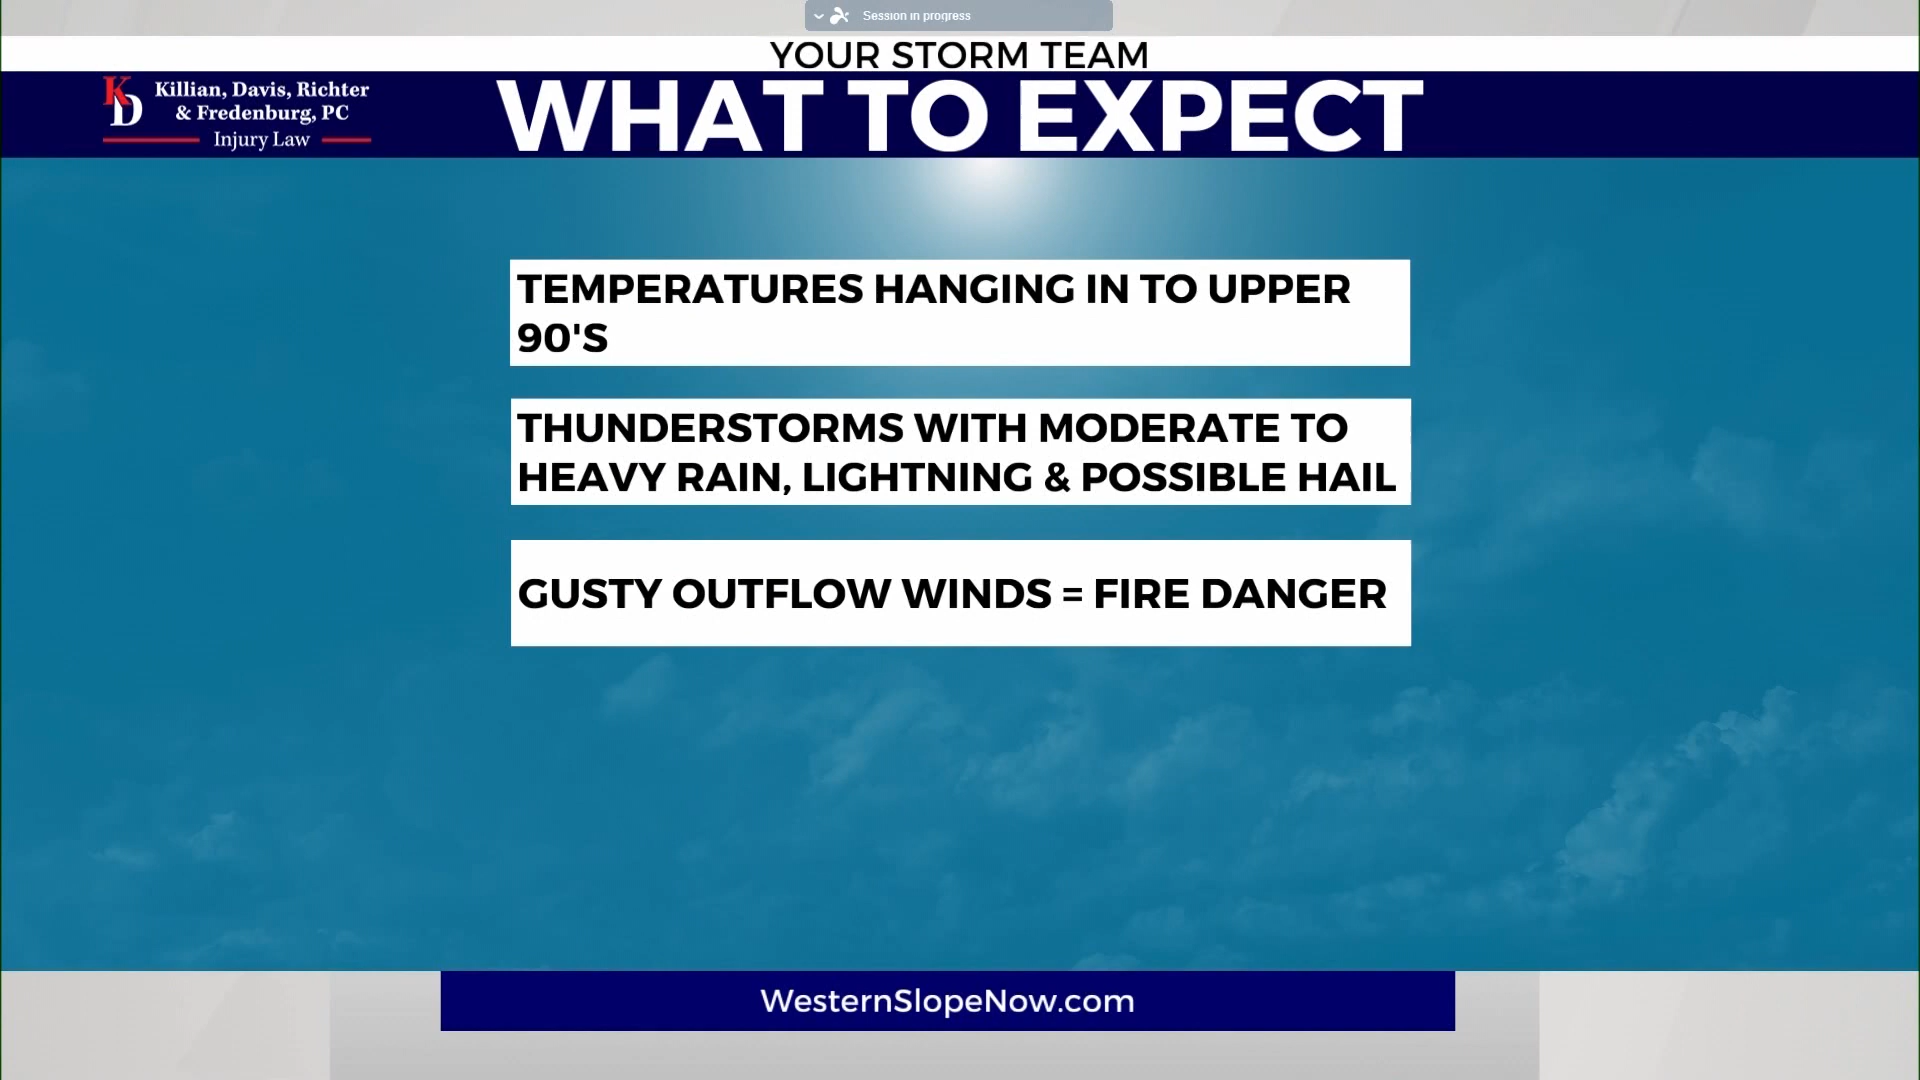 Session in progress
YOUR STORM TEAM
KD
Killian, Davis, Richter
& Fredenburg, PC
Injury Law
WHAT TO EXPECT
TEMPERATURES HANGING IN TO UPPER
90'S
THUNDERSTORMS WITH MODERATE TO
HEAVY RAIN, LIGHTNING & POSSIBLE HAIL
GUSTY OUTFLOW WINDS = FIRE DANGER
WesternSlopeNow.com